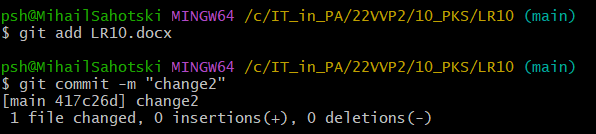 psh@MihailSahotski MINGW64 /c/IT_in_PA/22VVP2/10_PKS/LR10 (main)
$ git add LR10.docx
psh@MihailSahotski MINGW64 /c/IT_in_PA/22VVP2/10_PKS/LR10 (main)
$ git commit -m "change2"
[main 417c26d] change2
 1 file changed, 0 insertions(+), 0 deletions(-)